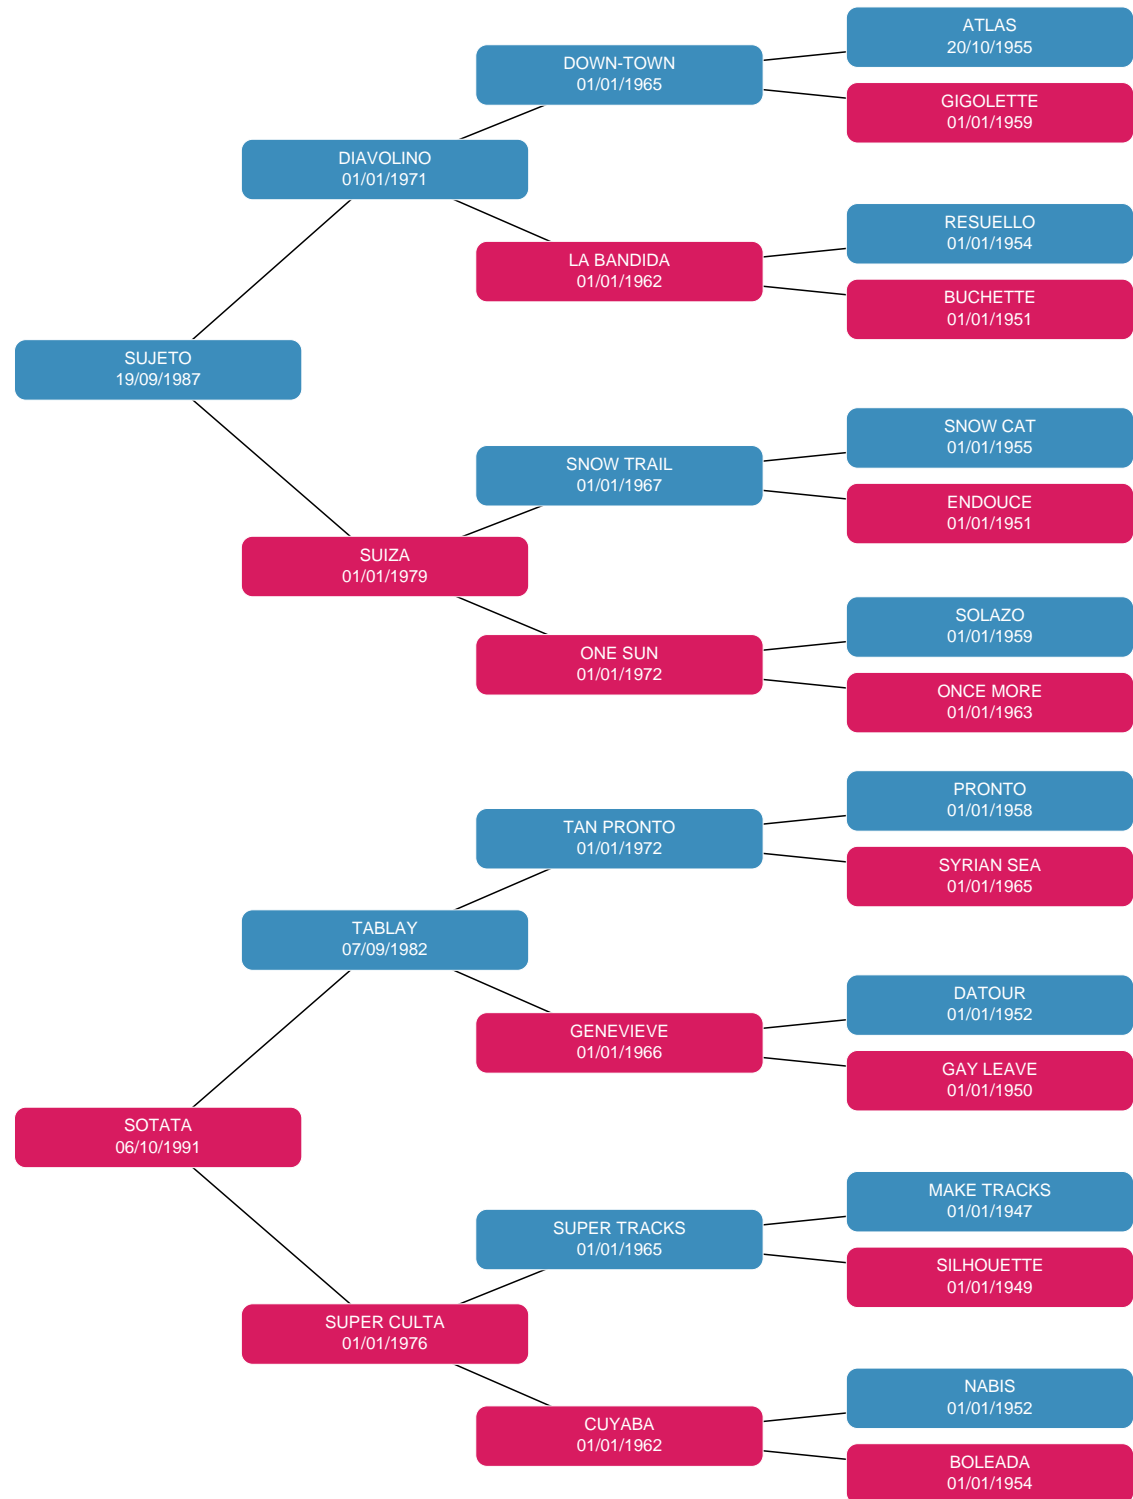 ATLAS
20/10/1955
DOWN-TOWN
01/01/1965
GIGOLETTE
01/01/1959
DIAVOLINO
01/01/1971
RESUELLO
01/01/1954
LA BANDIDA
01/01/1962
BUCHETTE
01/01/1951
SUJETO
19/09/1987
SNOW CAT
01/01/1955
SNOW TRAIL
01/01/1967
ENDOUCE
01/01/1951
SUIZA
01/01/1979
SOLAZO
01/01/1959
ONE SUN
01/01/1972
ONCE MORE
01/01/1963
PRONTO
01/01/1958
TAN PRONTO
01/01/1972
SYRIAN SEA
01/01/1965
TABLAY
07/09/1982
DATOUR
01/01/1952
GENEVIEVE
01/01/1966
GAY LEAVE
01/01/1950
SOTATA
06/10/1991
MAKE TRACKS
01/01/1947
SUPER TRACKS
01/01/1965
SILHOUETTE
01/01/1949
SUPER CULTA
01/01/1976
NABIS
01/01/1952
CUYABA
01/01/1962
BOLEADA
01/01/1954